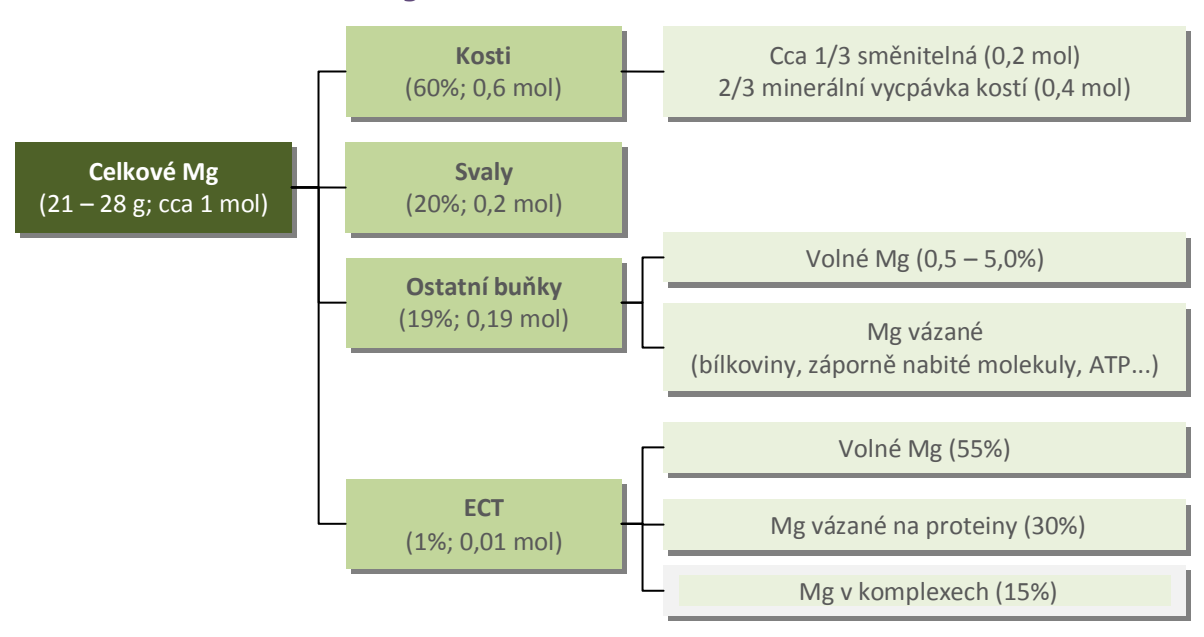 Celkové Mg
(21 – 28 g; cca 1 mol)
Kosti
(60%; 0,6 mol)
Cca 1/3 směnitelná (0,2 mol)
2/3 minerální vycpávka kostí (0,4 mol)
Svaly
(20%; 0,2 mol)
Ostatní buňky
(19%; 0,19 mol)
Volné Mg (0,5 – 5,0%)
Mg vázané
(bílkoviny, záporně nabité molekuly, ATP...)
ECT
(1%; 0,01 mol)
Volné Mg (55%)
Mg vázané na proteiny (30%)
Mg v komplexech (15%)